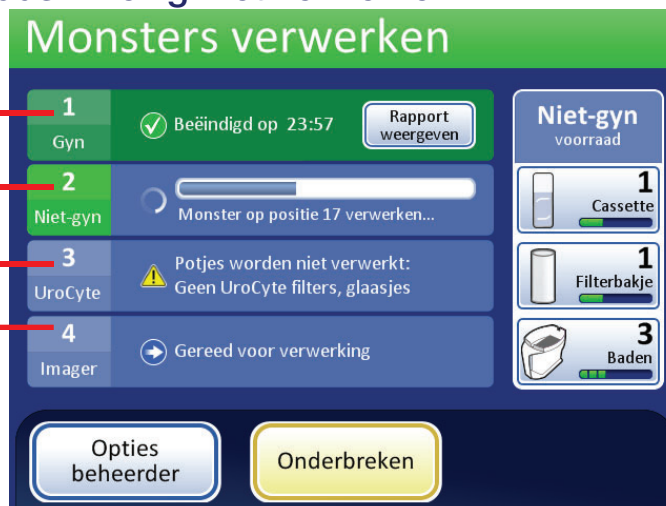 Monsters verwerken
1
Gyn
Beëindigd op 23:57
Rapport
weergeven
2
Niet-gyn
Monster op positie 17 verwerken...
3
UroCyte
Potjes worden niet verwerkt:
Geen UroCyte filters, glaasjes
4
Imager
Gereed voor verwerking
Niet-gyn
voorraad
1
Cassette
1
Filterbakje
3
Baden
Opties
beheerder
Onderbreken